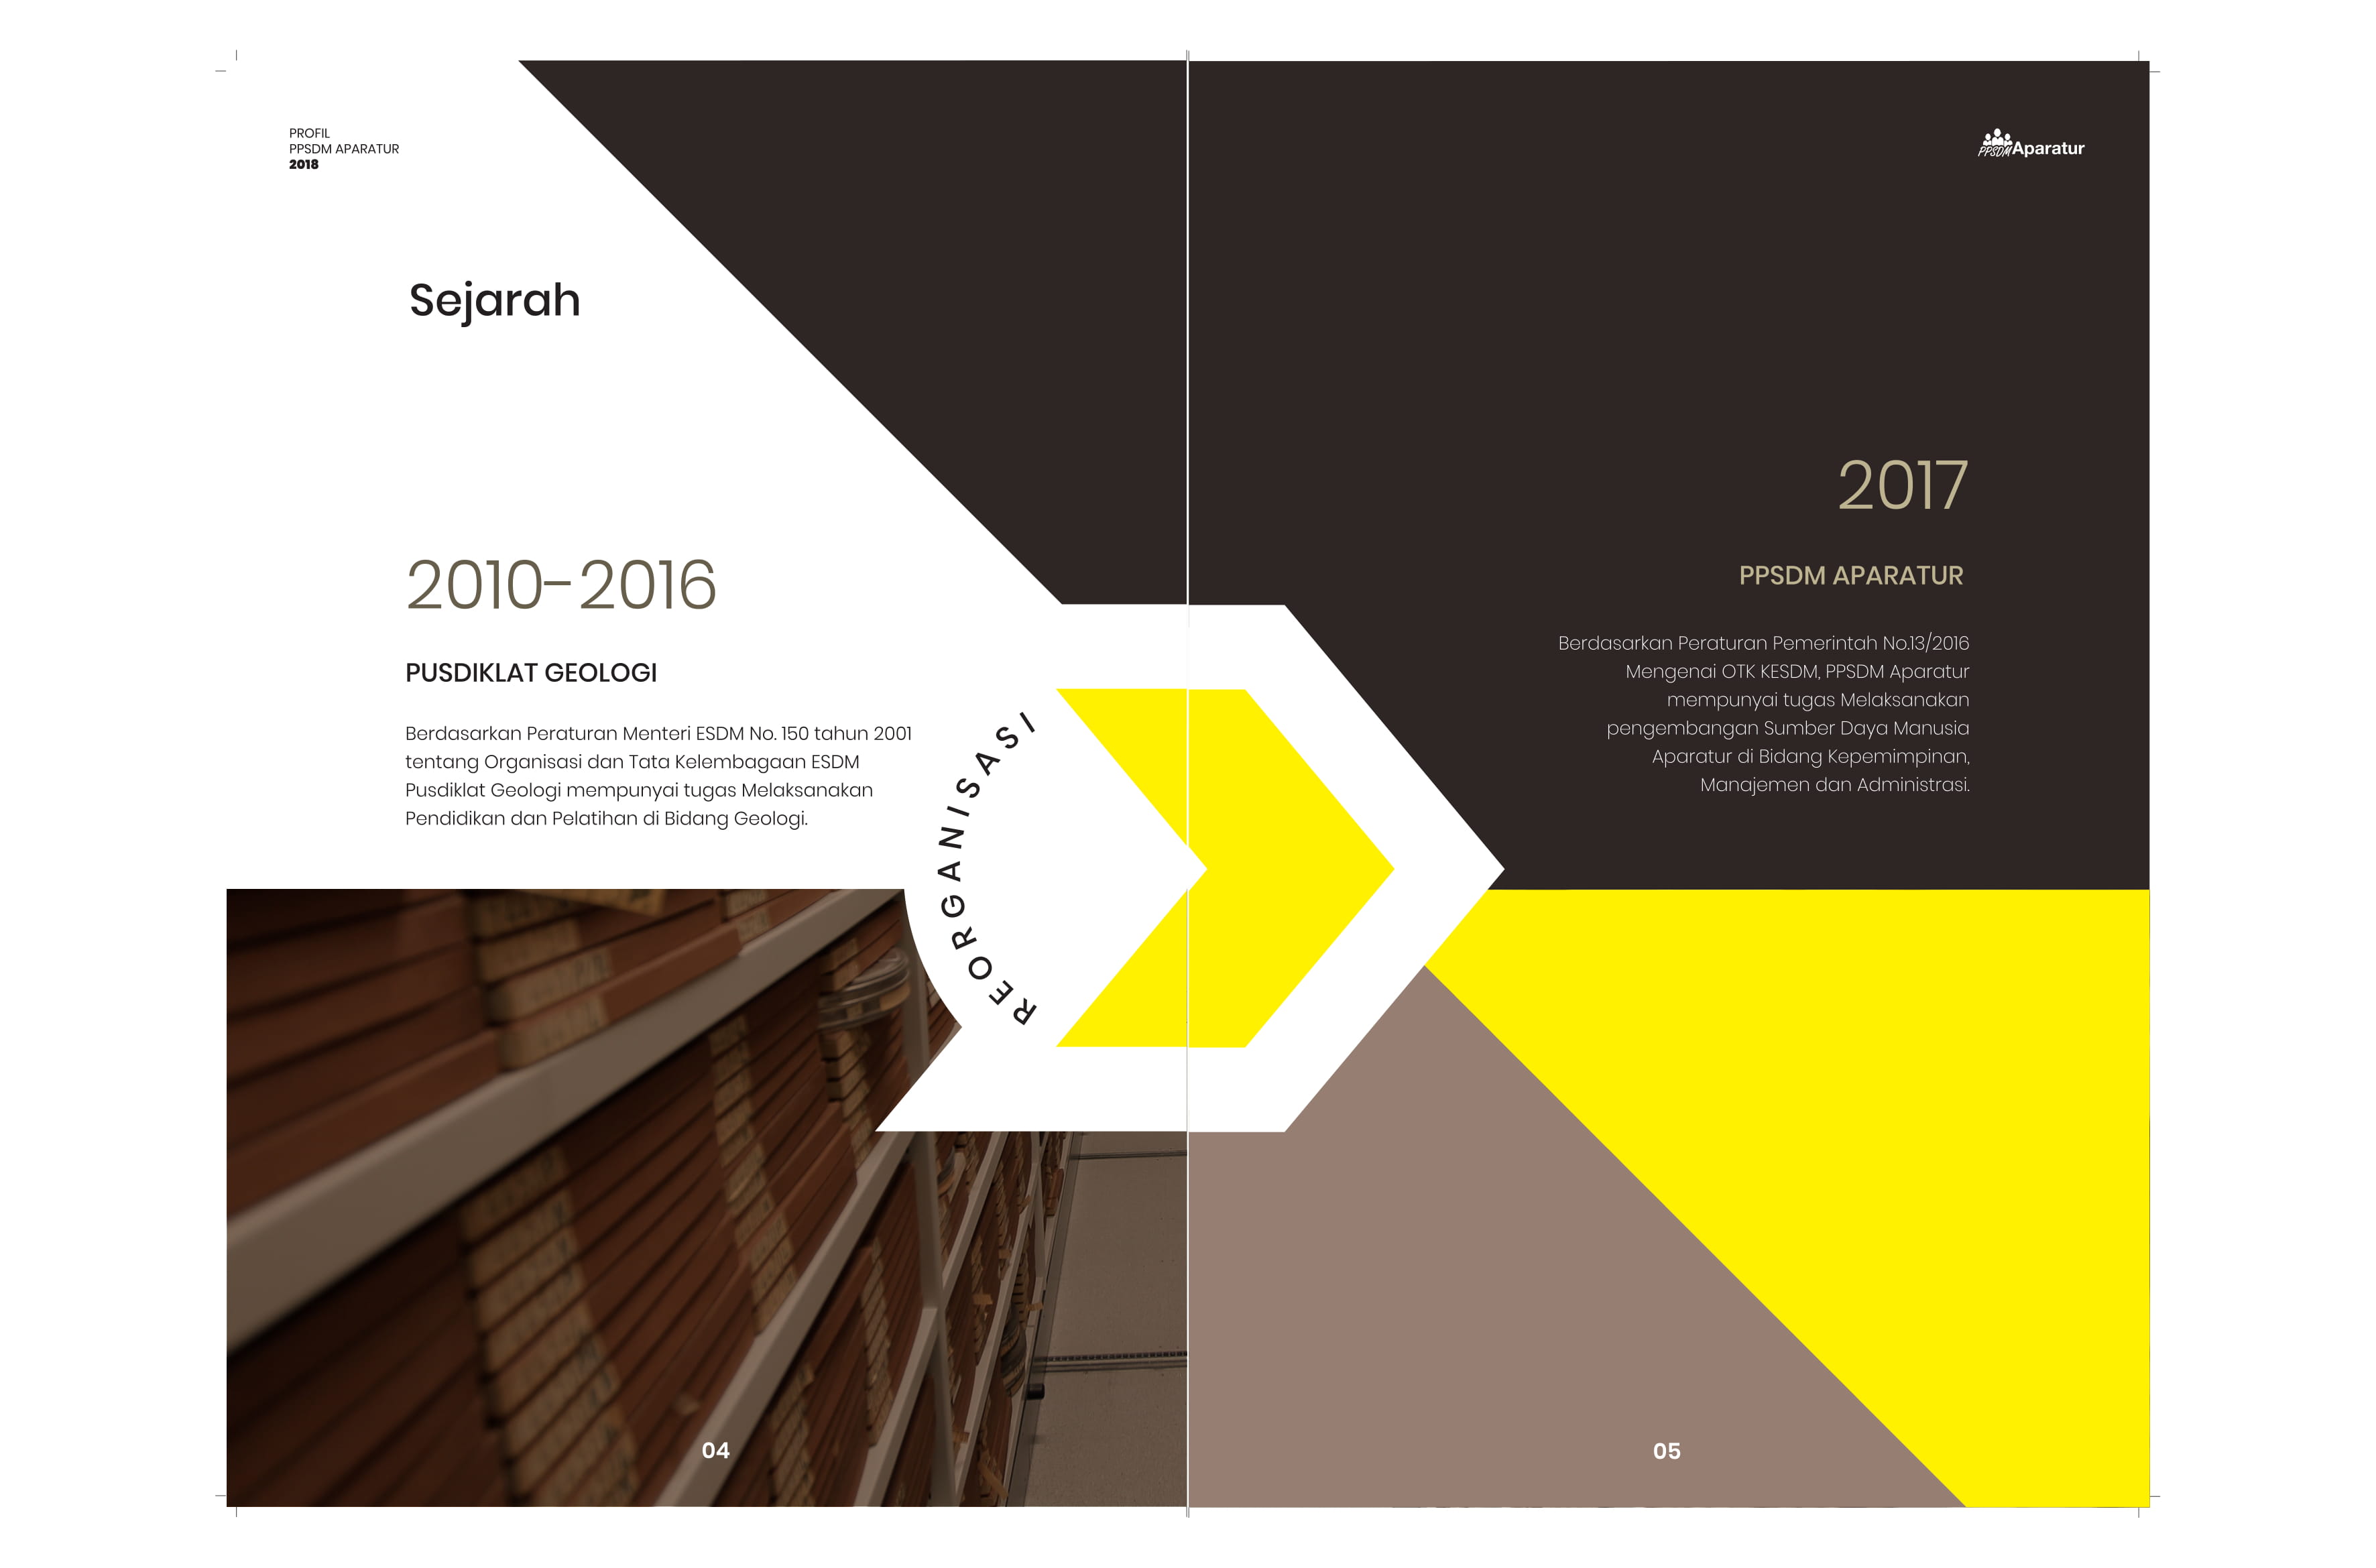 PROFIL
PPSDM APARATUR
2018
Sejarah
2010-2016
PUSDIKLAT GEOLOGI
Berdasarkan Peraturan Menteri ESDM No. 150 tahun 2001
tentang Organisasi dan Tata Kelembagaan ESDM
Pusdiklat Geologi mempunyai tugas Melaksanakan
Pendidikan dan Pelatihan di Bidang Geologi.
REORGANISASI
04
PPSDM Aparatur
2017
PPSDM APARATUR
Berdasarkan Peraturan Pemerintah No.13/2016
Mengenai OTK KESDM, PPSDM Aparatur
mempunyai tugas Melaksanakan
pengembangan Sumber Daya Manusia
Aparatur di Bidang Kepemimpinan,
Manajemen dan Administrasi.
05